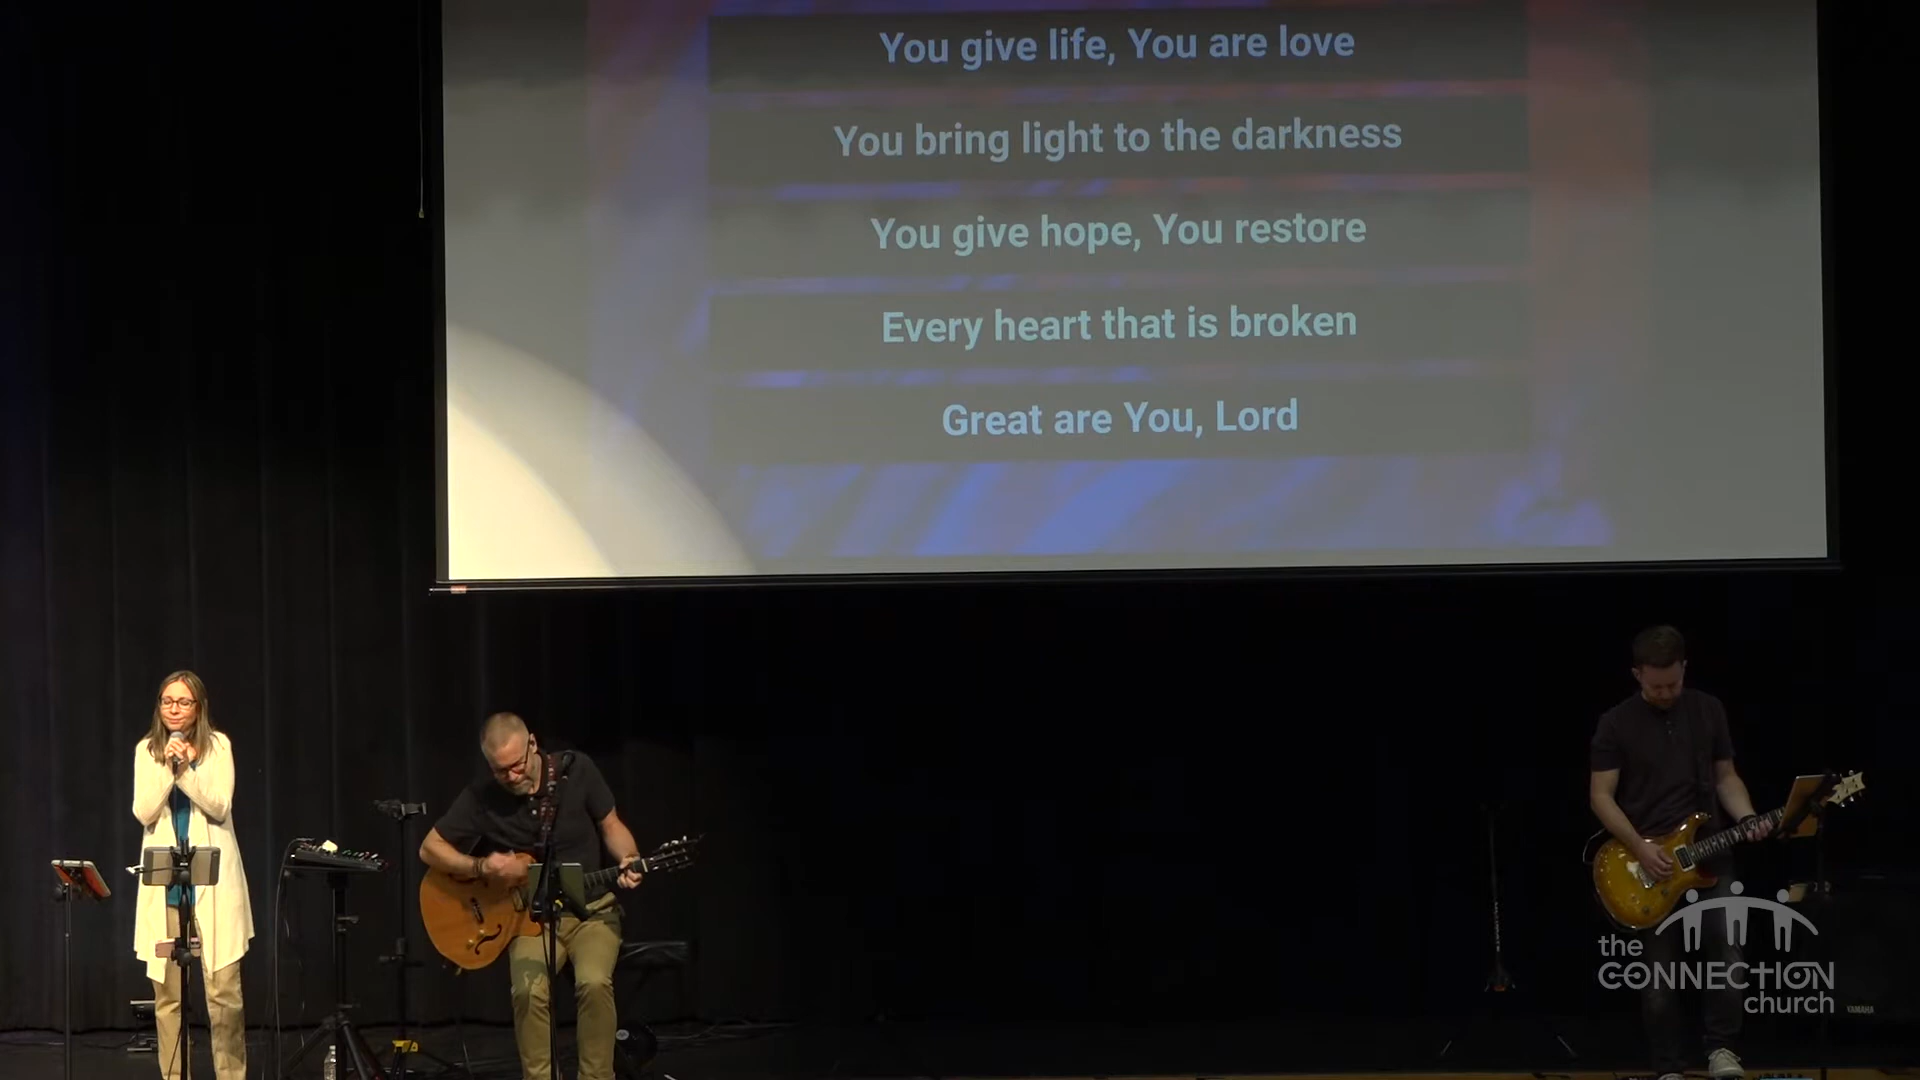 You give life, You are love
You bring light to the darkness
You give hope, You restore
Every heart that is broken
Great are You, Lord
the
CONNECTION
church
YAMAHA